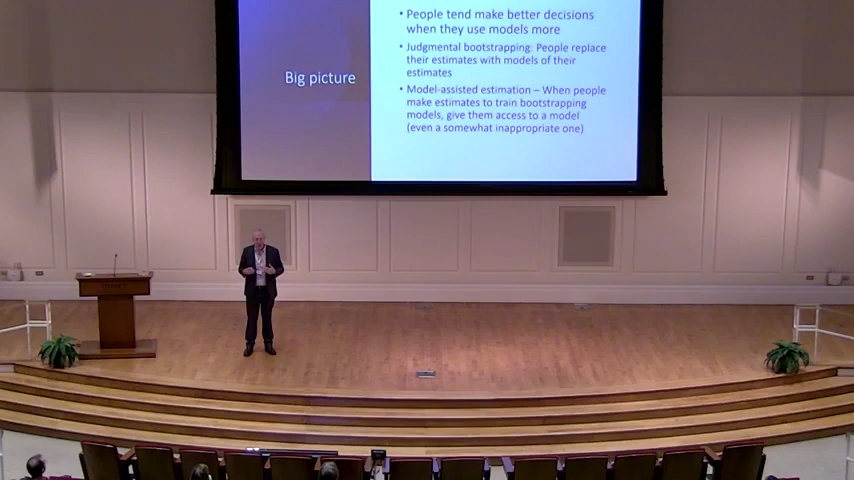 Big picture
• People tend make better decisions
when they use models more
• Judgmental bootstrapping: People replace
their estimates with models of their
estimates
• Model-assisted estimation – When people
make estimates to train bootstrapping
models, give them access to a model
(even a somewhat inappropriate one)